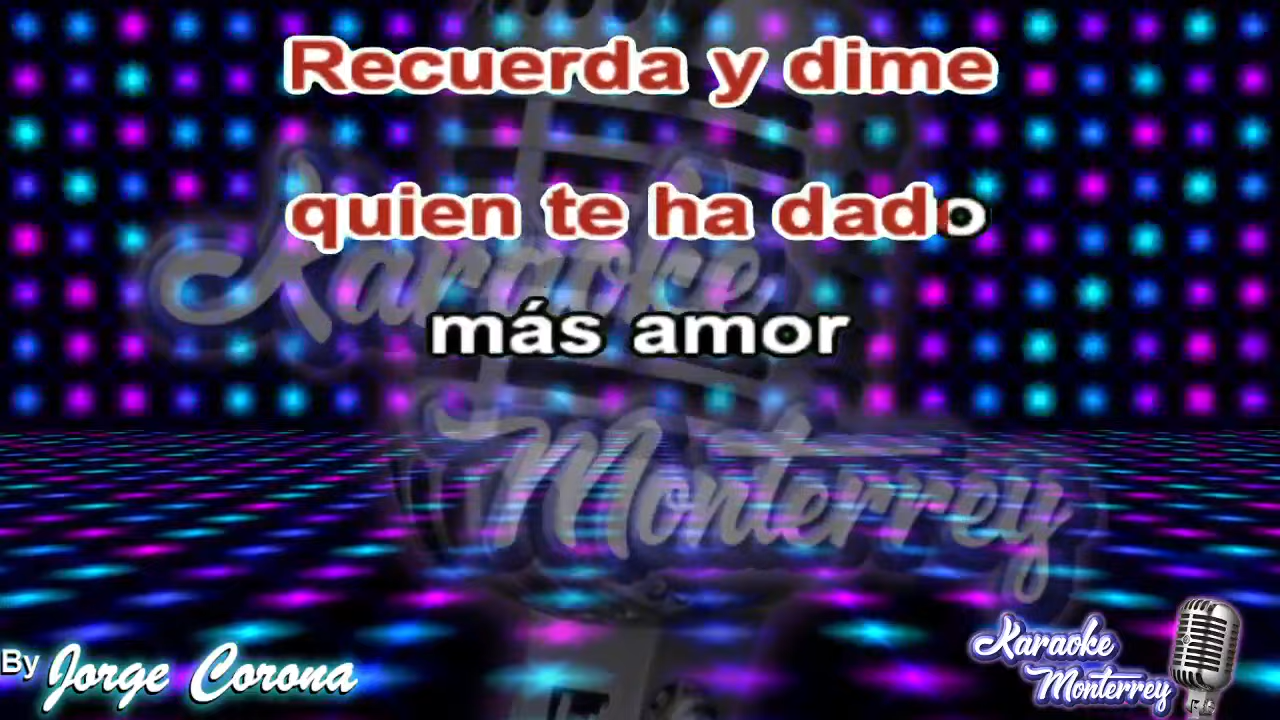 Recuerda y dime
quien te ha dado
más amor
Karaoke
Monterrey
By Jorge Corona
Karaoke
Monterrey